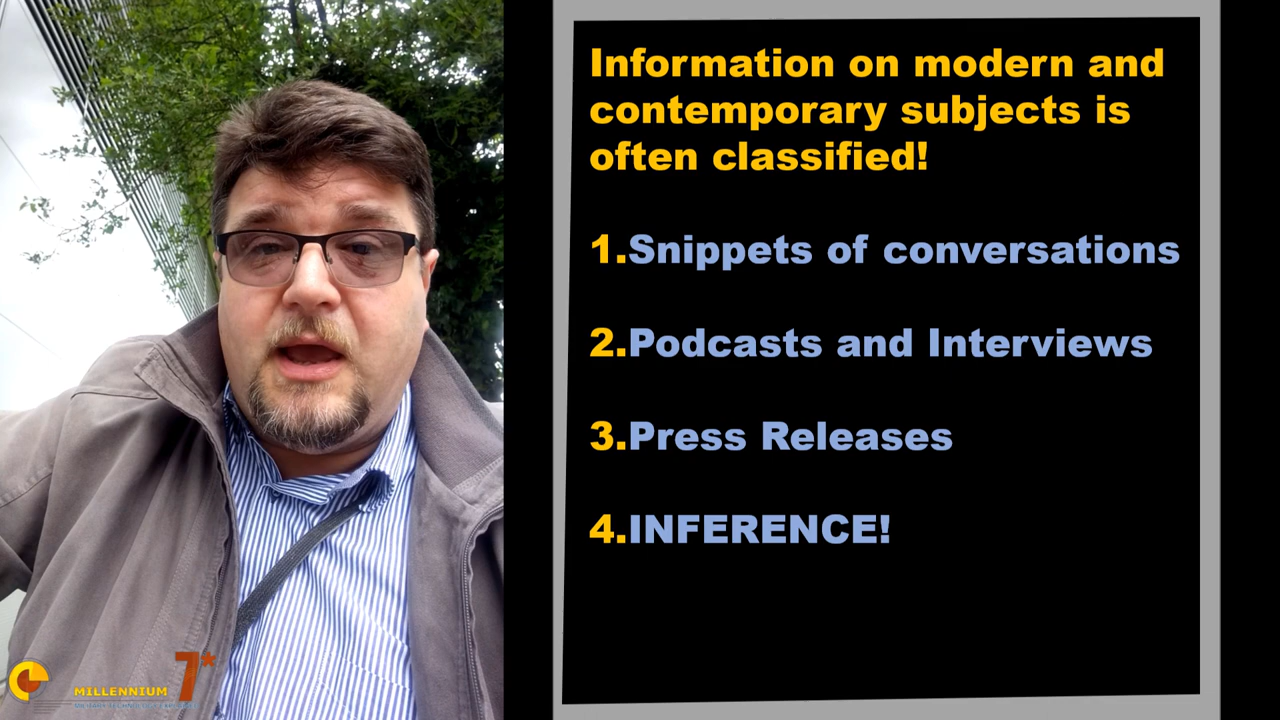 Information on modern and
contemporary subjects is
often classified!
1.Snippets of conversations
2.Podcasts and Interviews
3.Press Releases
4.INFERENCE!
7*
MILLENNIUM